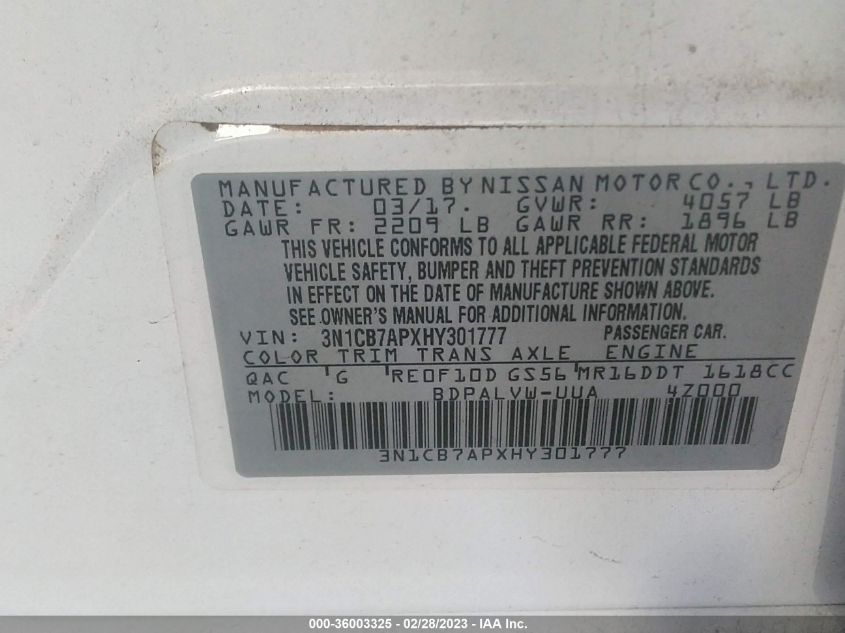 MANUFACTURED BY NISSAN MOTOR CO., LTD.
DATE: 03/17. GVWR: 4057 LB
GAWR FR: 2209 LB GAWR RR: 1896 LB
THIS VEHICLE CONFORMS TO ALL APPLICABLE FEDERAL MOTOR
VEHICLE SAFETY, BUMPER AND THEFT PREVENTION STANDARDS
IN EFFECT ON THE DATE OF MANUFACTURE SHOWN ABOVE.
SEE OWNER'S MANUAL FOR ADDITIONAL INFORMATION.
VIN: 3N1CB7APXHY301777 PASSENGER CAR.
COLOR TRIM TRANS AXLE ENGINE
QAC G RE0F10D GS56 MR16DDT 1618CC
MODEL: BDPALVW-UUA 4Z000
3N1CB7APXHY301777
000-36003325 - 02/28/2023 - IAA Inc.